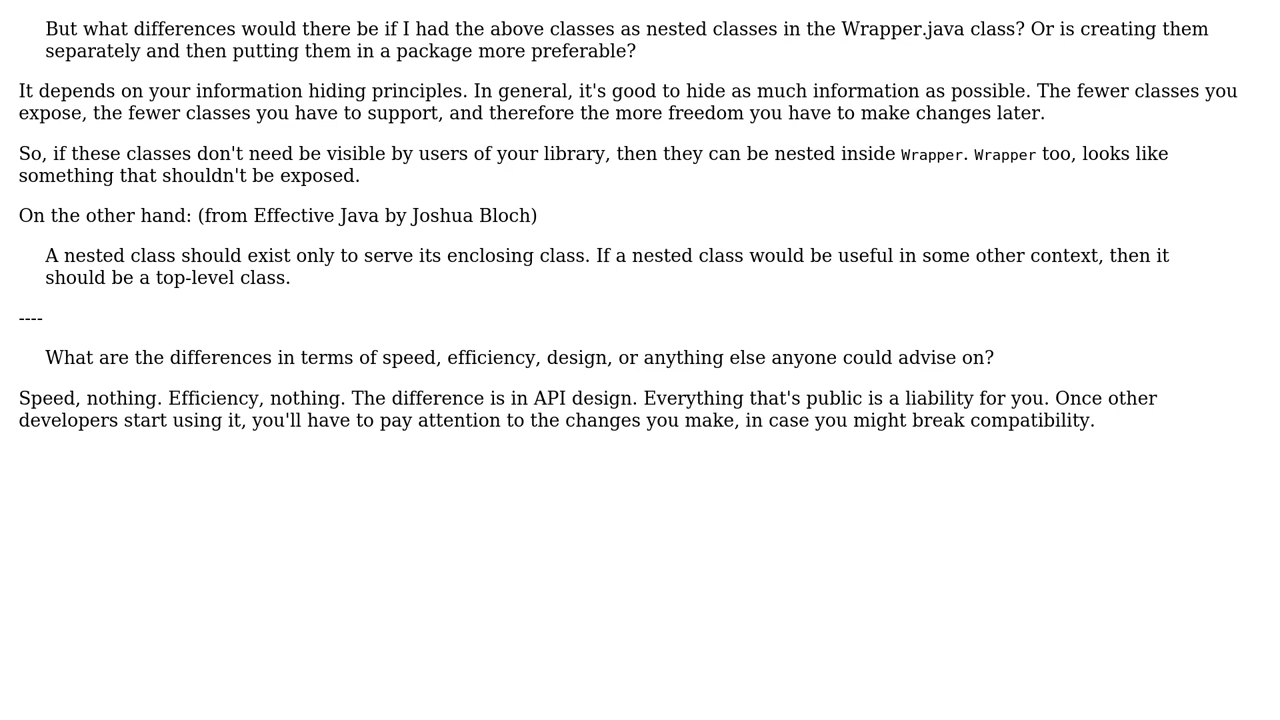 But what differences would there be if I had the above classes as nested classes in the Wrapper.java class? Or is creating them
separately and then putting them in a package more preferable?
It depends on your information hiding principles. In general, it's good to hide as much information as possible. The fewer classes you
expose, the fewer classes you have to support, and therefore the more freedom you have to make changes later.
So, if these classes don't need be visible by users of your library, then they can be nested inside Wrapper. Wrapper too, looks like
something that shouldn't be exposed.
On the other hand: (from Effective Java by Joshua Bloch)
A nested class should exist only to serve its enclosing class. If a nested class would be useful in some other context, then it
should be a top-level class.
----
What are the differences in terms of speed, efficiency, design, or anything else anyone could advise on?
Speed, nothing. Efficiency, nothing. The difference is in API design. Everything that's public is a liability for you. Once other
developers start using it, you'll have to pay attention to the changes you make, in case you might break compatibility.